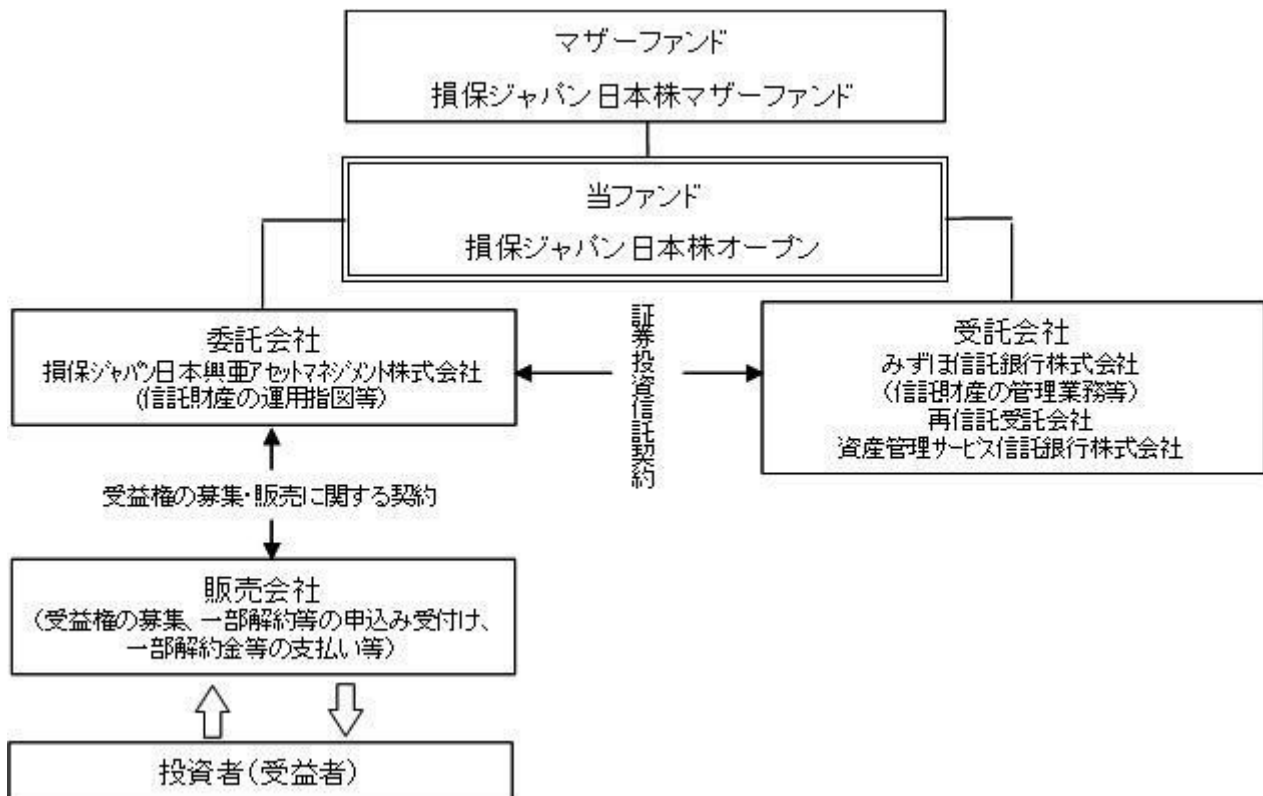 マザーファンド
損保ジャパン日本株マザーファンド
当ファンド
損保ジャパン日本株オープン
委託会社
損保ジャパン日本興亜アセットマネジメント株式会社
(信託財産の運用指図等)
証券投資信託契約
受託会社
みずほ信託銀行株式会社
(信託財産の管理業務等)
再信託受託会社
資産管理サービス信託銀行株式会社
受益権の募集・販売に関する契約
販売会社
(受益権の募集、一部解約等の申込み受付け、
一部解約金等の支払い等)
投資者(受益者)